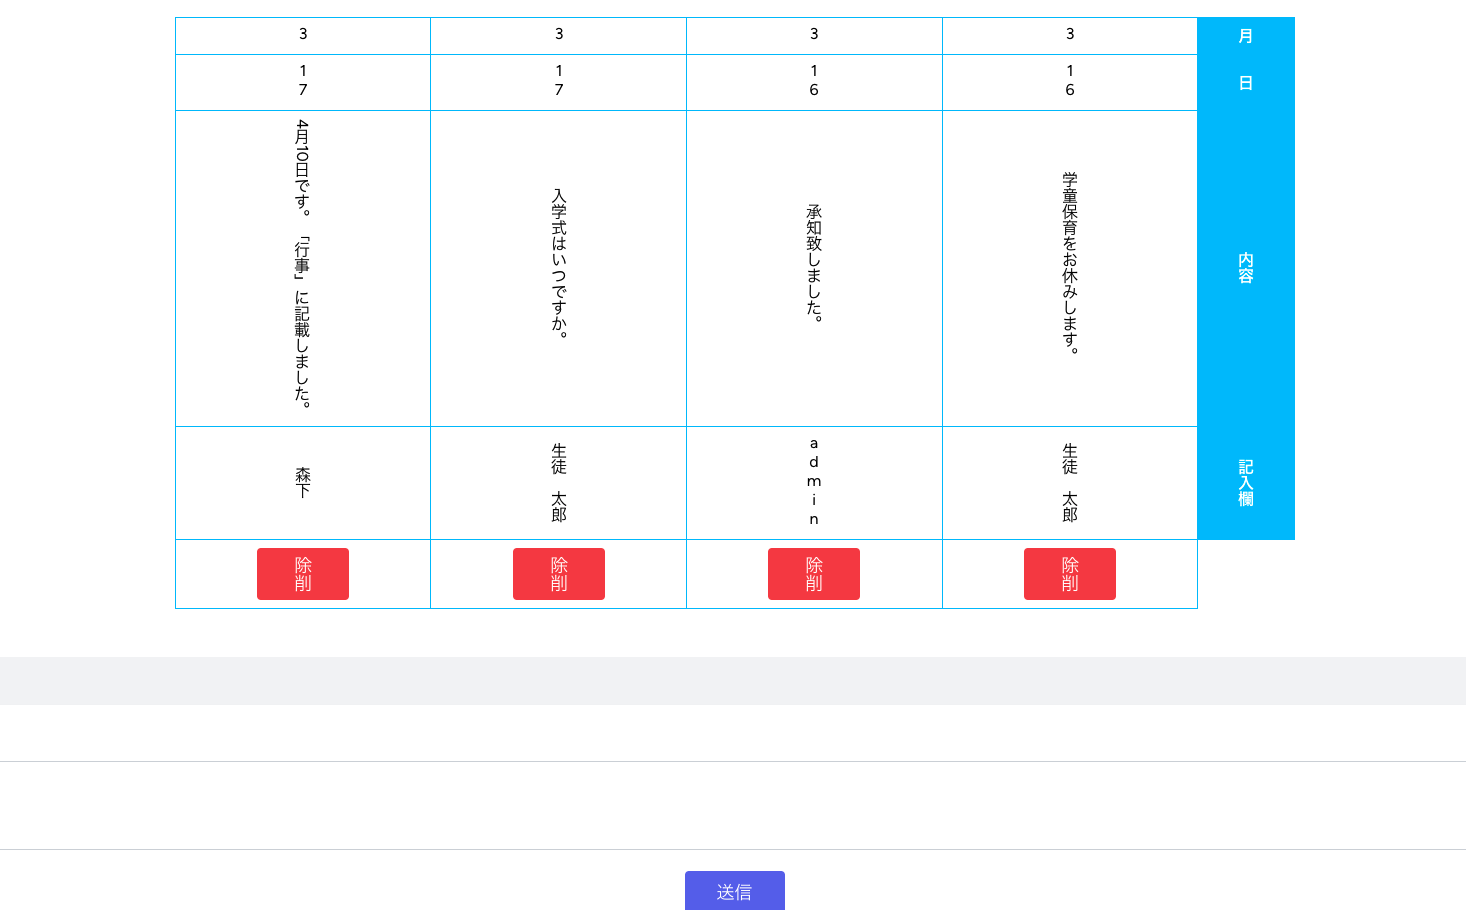 月
日
内容
記入欄
3
16
学童保育をお休みします。
生徒　太郎
除
削
3
16
承知致しました。
admin
除
削
3
17
入学式はいつですか。
生徒　太郎
除
削
3
17
4月10日です。「行事」に記載しました。
森下
除
削
送信